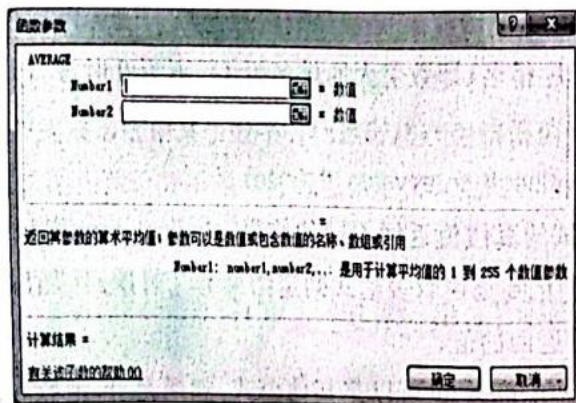 函数参数
AVERAGE
Number1 = 数值
Number2 = 数值
=
返回其参数的算术平均值；参数可以是数值或包含数值的名称、数组或引用
Number1: number1,number2,... 是用于计算平均值的 1 到 255 个数值参数
计算结果 =
有关该函数的帮助(H)
确定 取消